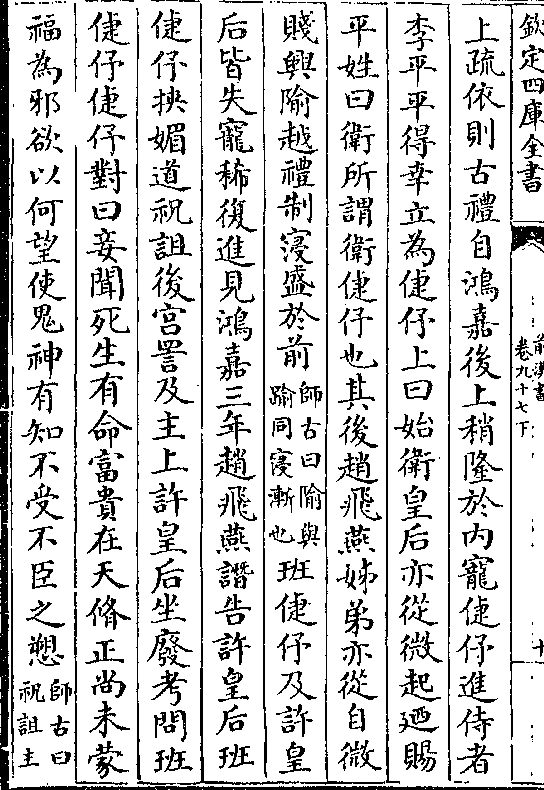 欽定四庫全書
前漢書
卷九十七下
十
上疏依則古禮自鴻嘉後上稍隆於内寵倢伃進侍者
李平平得幸立為倢伃上曰始衛皇后亦從微起廼賜
平姓曰衛所謂衛倢伃也其後趙飛燕姊弟亦從自微
賤興隃越禮制寖盛於前師古曰隃與踰同寖漸也班倢伃及許皇
后皆失寵稀復進見鴻嘉三年趙飛燕譖告許皇后班
倢伃挾媚道祝詛後宮詈及主上許皇后坐廢考問班
倢伃倢伃對曰妾聞死生有命富貴在天脩正尚未蒙
福為邪欲以何望使鬼神有知不受不臣之愬師古曰祝詛主